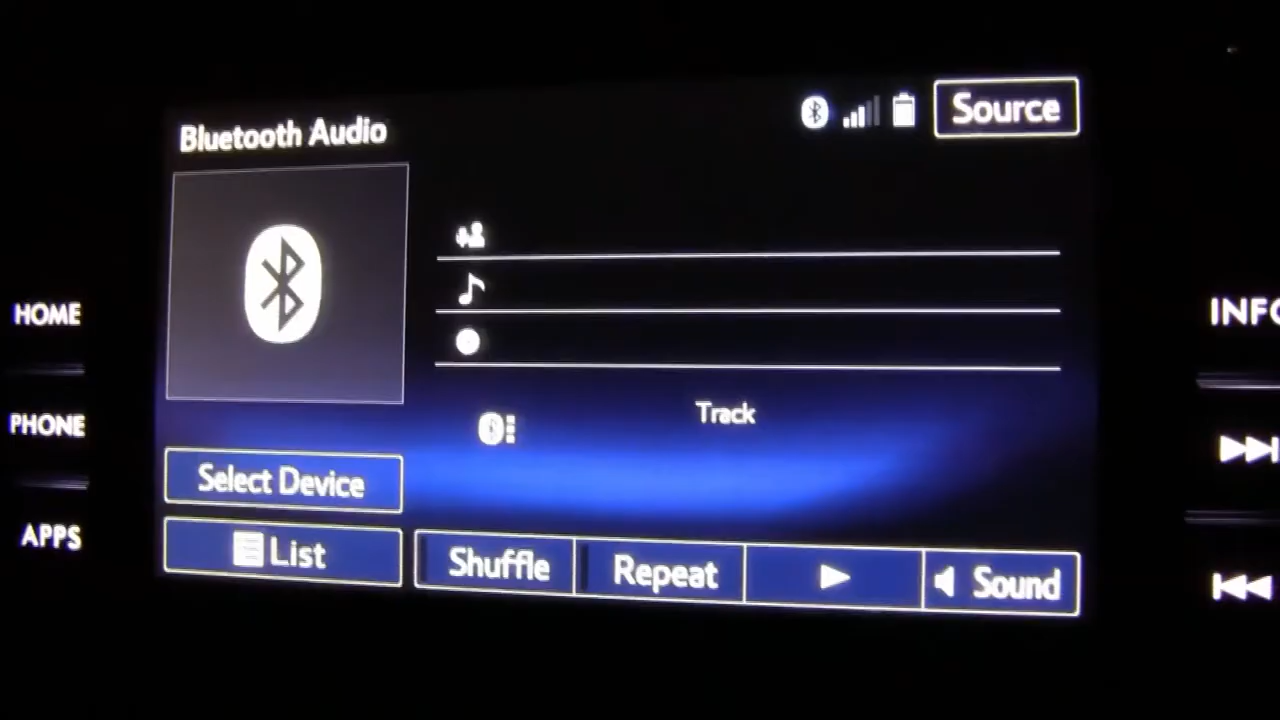 Bluetooth Audio
Source
HOME
PHONE
APPS
Track
Select Device
List
Shuffle
Repeat
Sound
INFO